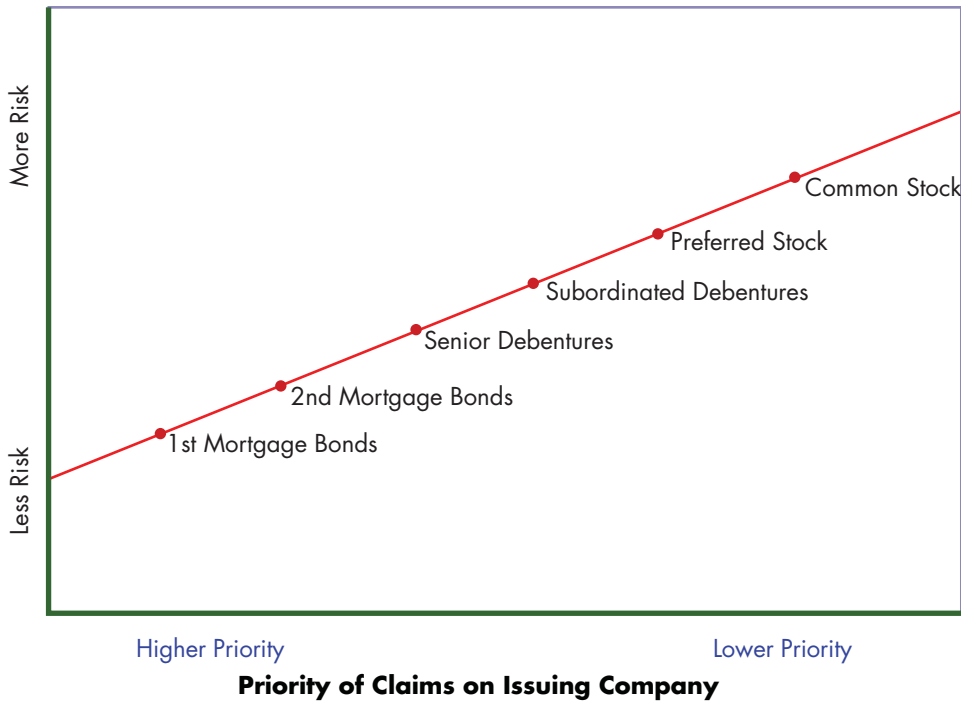 More Risk
Common Stock
Preferred Stock
Subordinated Debentures
Senior Debentures
2nd Mortgage Bonds
1st Mortgage Bonds
Less Risk
Higher Priority
Lower Priority
Priority of Claims on Issuing Company